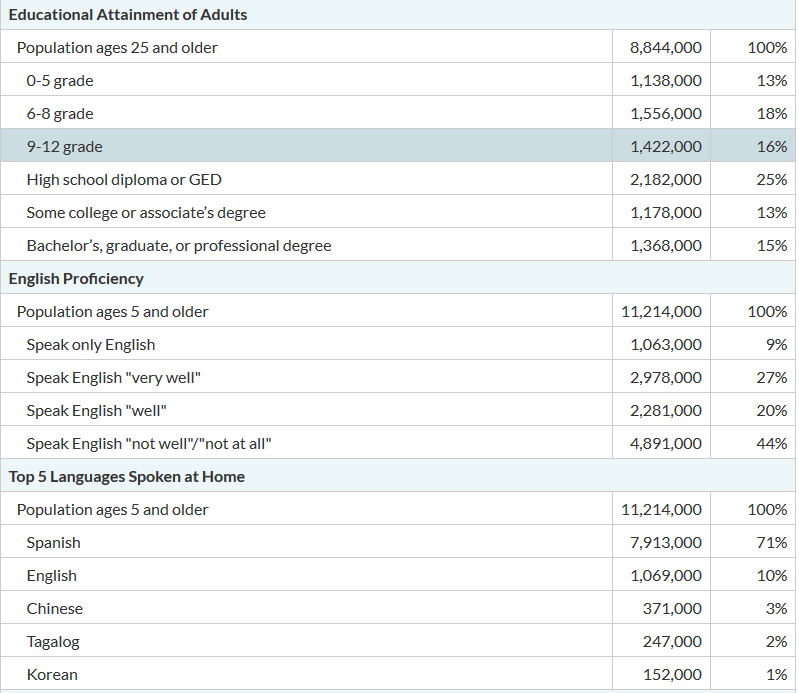 Educational Attainment of Adults
Population ages 25 and older 8,844,000 100%
0-5 grade 1,138,000 13%
6-8 grade 1,556,000 18%
9-12 grade 1,422,000 16%
High school diploma or GED 2,182,000 25%
Some college or associate’s degree 1,178,000 13%
Bachelor’s, graduate, or professional degree 1,368,000 15%
English Proficiency
Population ages 5 and older 11,214,000 100%
Speak only English 1,063,000 9%
Speak English "very well" 2,978,000 27%
Speak English "well" 2,281,000 20%
Speak English "not well"/"not at all" 4,891,000 44%
Top 5 Languages Spoken at Home
Population ages 5 and older 11,214,000 100%
Spanish 7,913,000 71%
English 1,069,000 10%
Chinese 371,000 3%
Tagalog 247,000 2%
Korean 152,000 1%